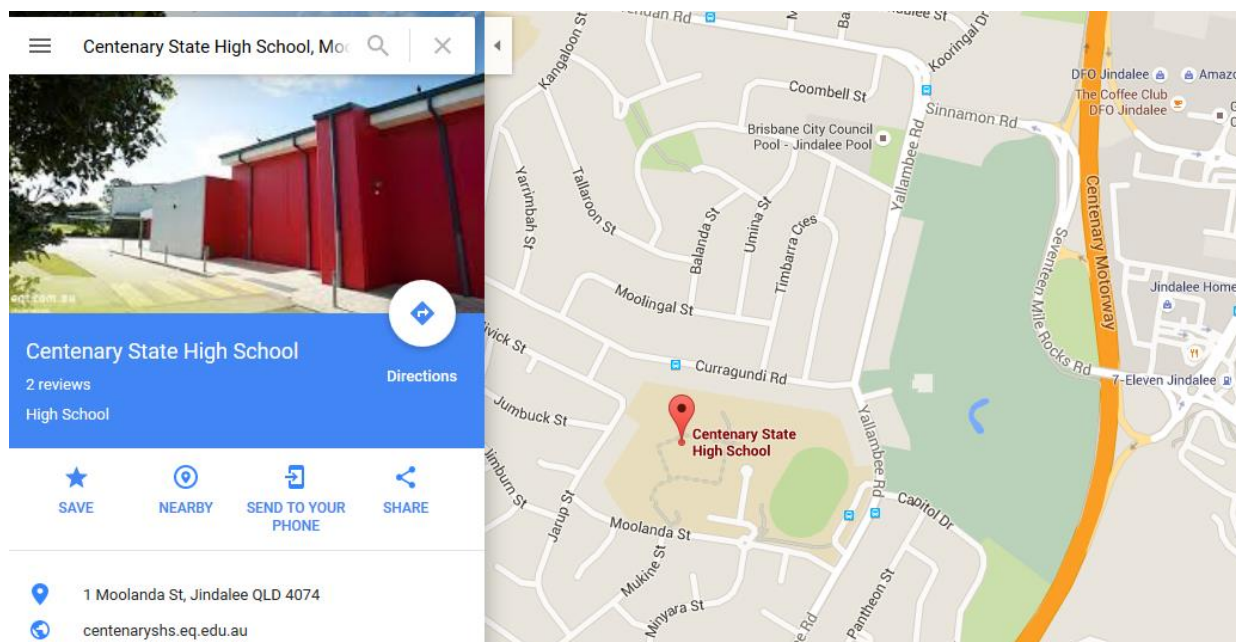 Centenary State High School, Moo
eqt.com.au
Centenary State High School
2 reviews
High School
Directions
SAVE
NEARBY
SEND TO YOUR
PHONE
SHARE
1 Moolanda St, Jindalee QLD 4074
centenaryshs.eq.edu.au
Kangaloon St
Kooringal Dr
Coombell St
DFO Jindalee
The Coffee Club
DFO Jindalee
Sinnamon Rd
Brisbane City Council
Pool - Jindalee Pool
Yallambee Rd
Yarrimbah St
Tallaroon St
Balanda St
Umina St
Timbarra Cres
Centenary Motorway
Seventeen Mile Rocks Rd
Jindalee Home
Moolingal St
Curragundi Rd
7-Eleven Jindalee
Jumbuck St
Centenary State
High School
Yallambee Rd
Capitol Dr
Jarup St
Moolanda St
Mukine St
Minyara St
Pantheon St